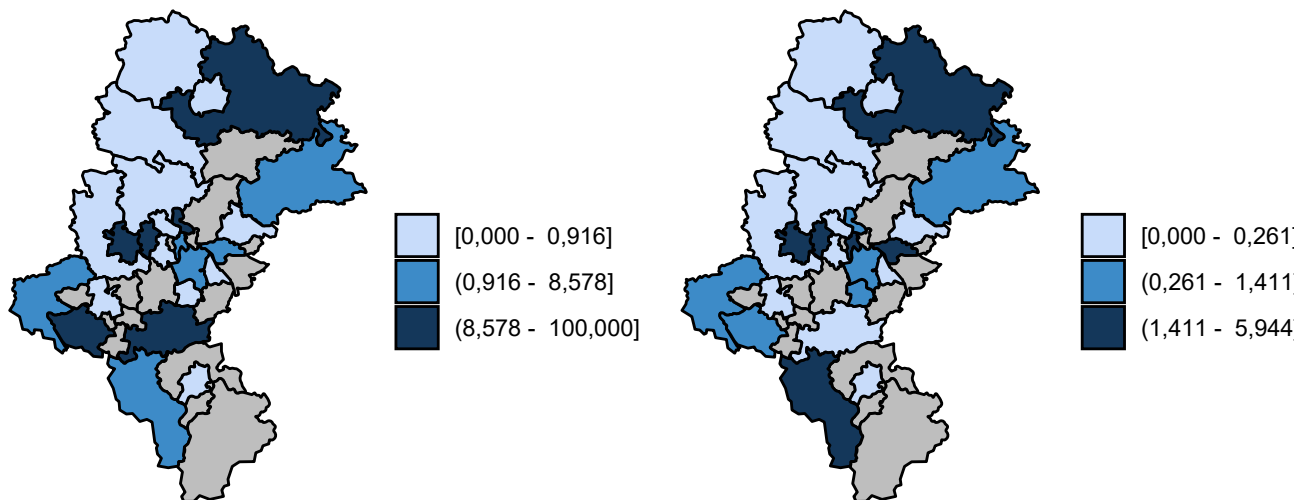 [0,000 - 0,916]
(0,916 - 8,578]
(8,578 - 100,000]
[0,000 - 0,261]
(0,261 - 1,411]
(1,411 - 5,944]